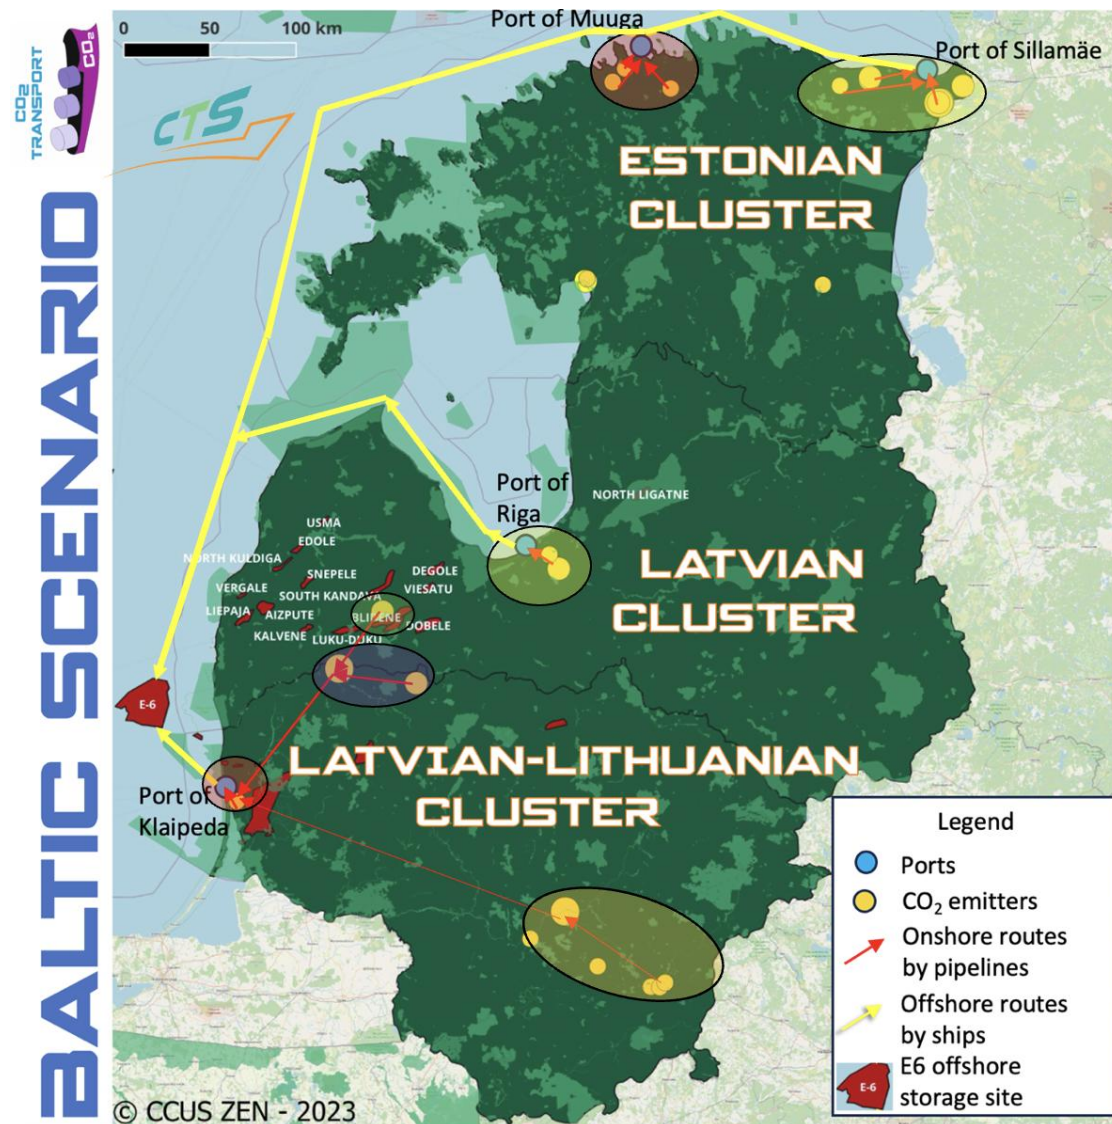 0 50 100 km
Port of Muuga
Port of Sillamäe
CO2
TRANSPORT
CO2
CTS
BALTIC SCENARIO
ESTONIAN
CLUSTER
Port of
Riga
NORTH LIGATNE
USMA
EDOLE
NORTH KULDIGA
SNEPELE
DEGOLE
VERGALE
SOUTH KANDAVA
VIESATU
LIEPAJA
AIZPUTE
BLIDENE
DOBELE
KALVENE
LUKU-DUKU
LATVIAN
CLUSTER
E-6
LATVIAN-LITHUANIAN
CLUSTER
Port of
Klaipeda
Legend
Ports
CO2 emitters
Onshore routes
by pipelines
Offshore routes
by ships
E-6
E6 offshore
storage site
© CCUS ZEN - 2023